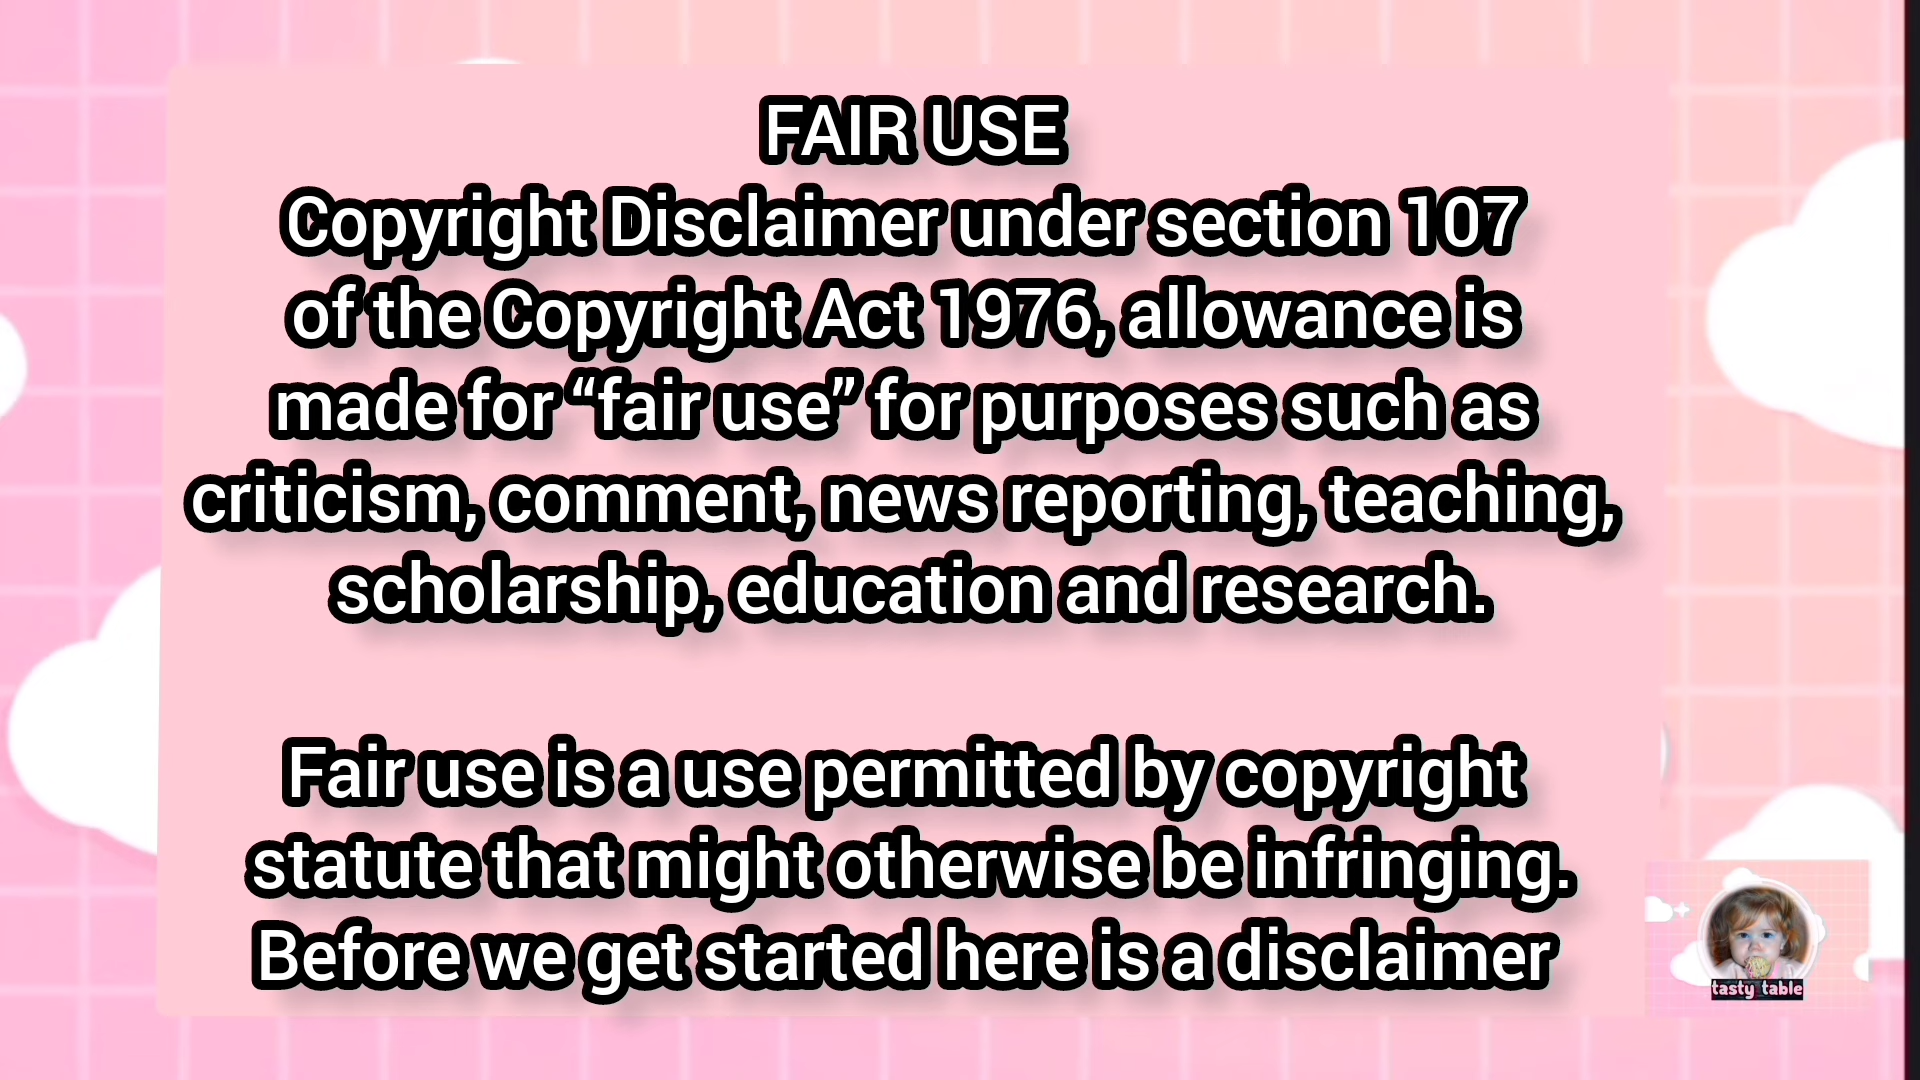 FAIR USE
Copyright Disclaimer under section 107
of the Copyright Act 1976, allowance is
made for “fair use” for purposes such as
criticism, comment, news reporting, teaching,
scholarship, education and research.
Fair use is a use permitted by copyright
statute that might otherwise be infringing.
Before we get started here is a disclaimer
tasty table